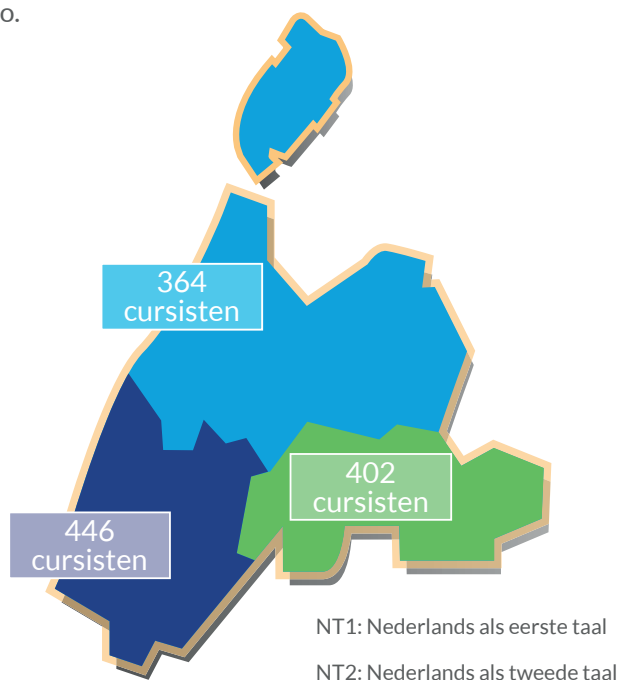 o.
364
cursisten
402
cursisten
446
cursisten
NT1: Nederlands als eerste taal
NT2: Nederlands als tweede taal